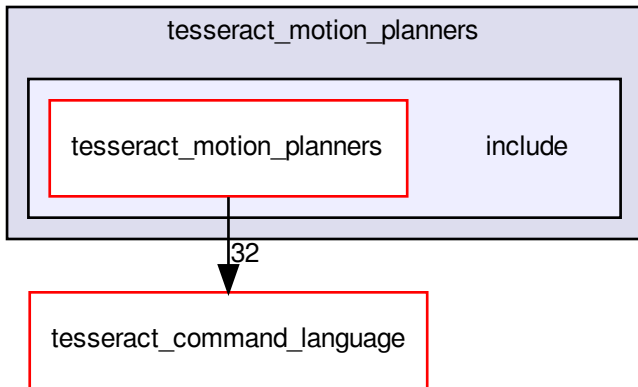 tesseract_motion_planners
tesseract_motion_planners
include
32
tesseract_command_language